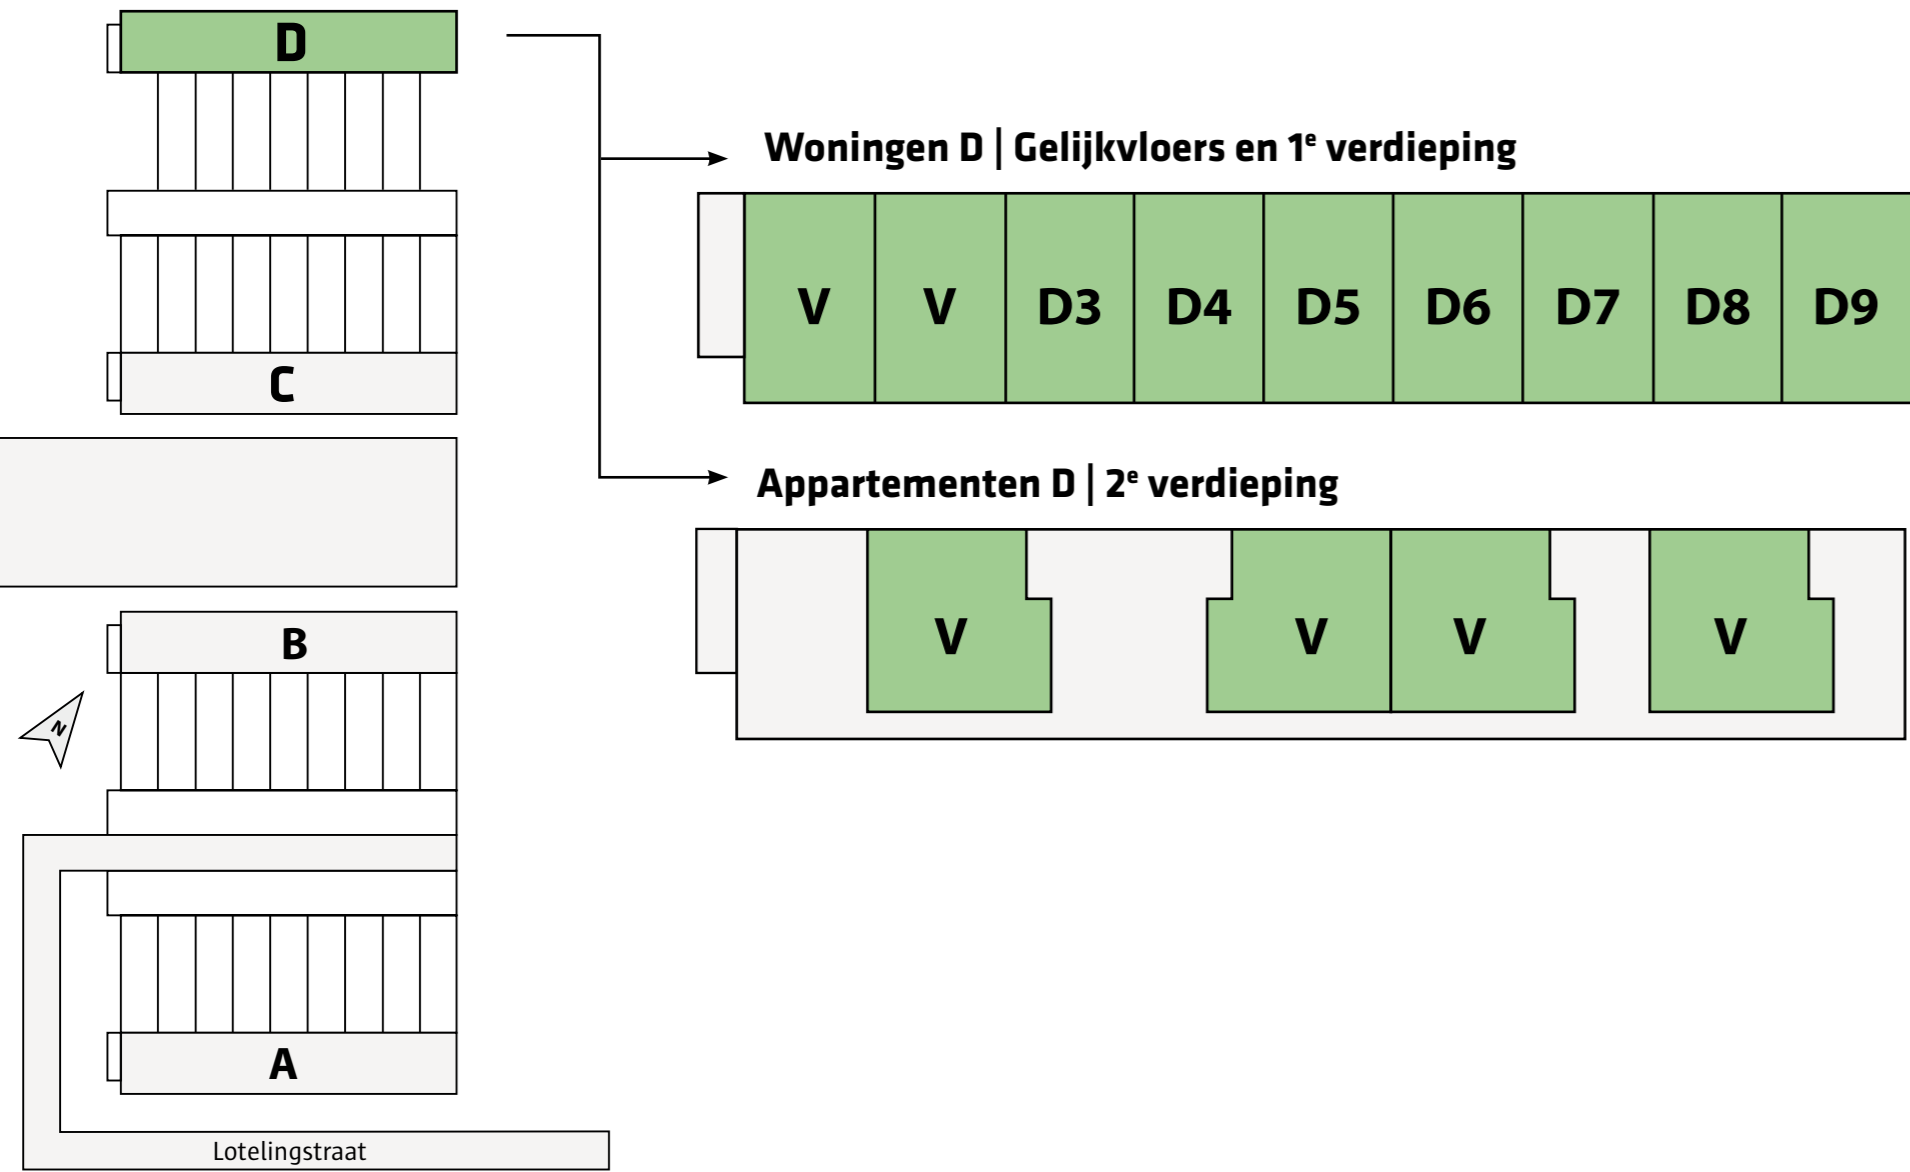 D
Woningen D | Gelijkvloers en 1e verdieping
V V D3 D4 D5 D6 D7 D8 D9
C
Appartementen D | 2e verdieping
V V V V
B
N
A
Lotelingstraat